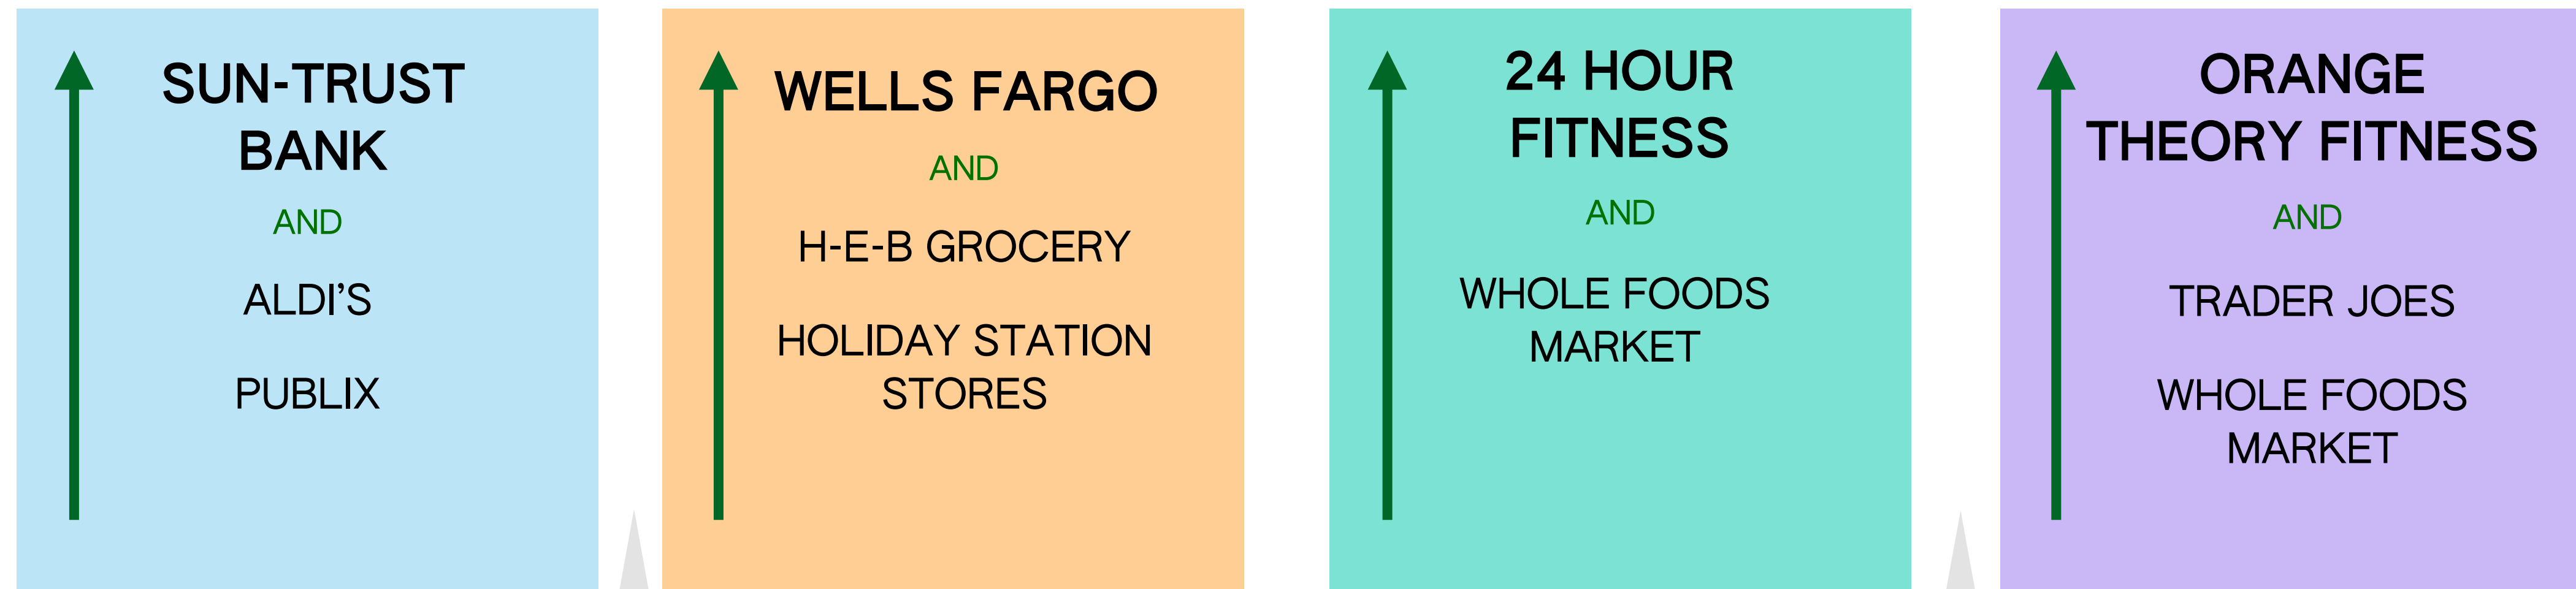 SUN-TRUST
BANK
AND
ALDI’S
PUBLIX
WELLS FARGO
AND
H-E-B GROCERY
HOLIDAY STATION
STORES
24 HOUR
FITNESS
AND
WHOLE FOODS
MARKET
ORANGE
THEORY FITNESS
AND
TRADER JOES
WHOLE FOODS
MARKET